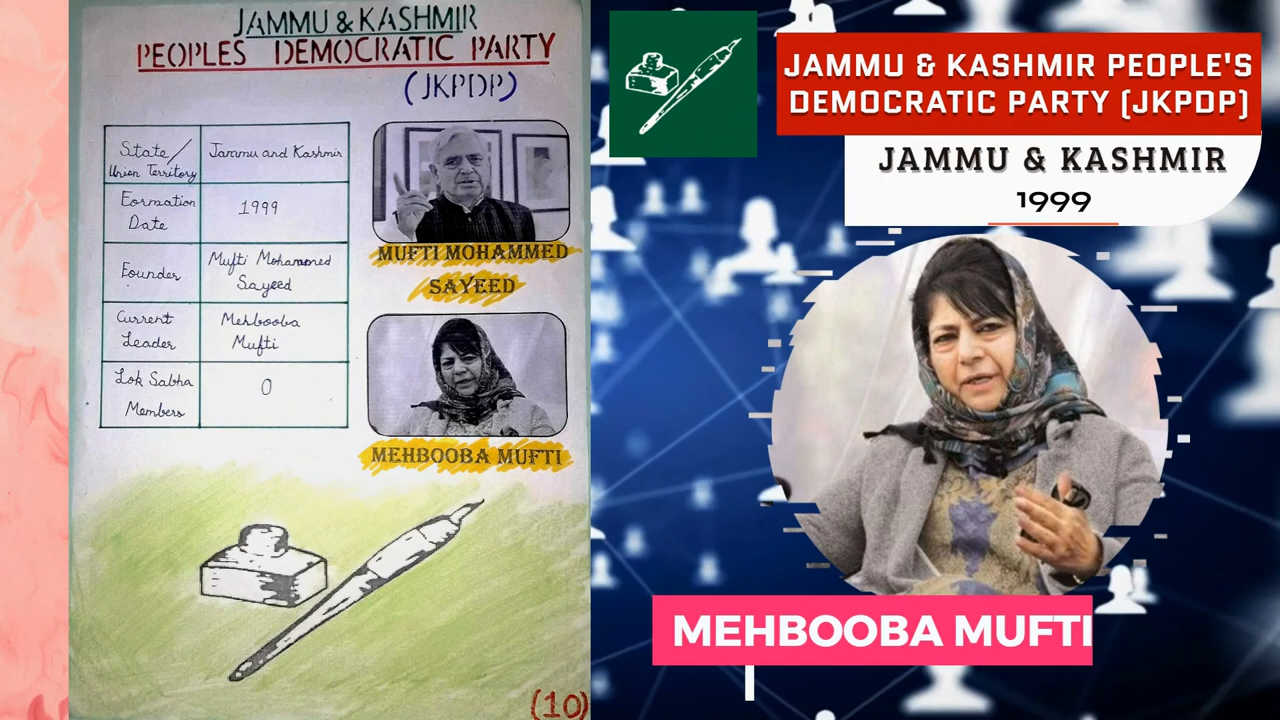 JAMMU & KASHMIR
PEOPLES DEMOCRATIC PARTY
(JKPDP)
State/
Union Territory
Jammu and Kashmir
Formation
Date
1999
Founder
Mufti Mohammed
Sayeed
Current
Leader
Mehbooba
Mufti
Lok Sabha
Members
0
MUFTI MOHAMMED
SAYEED
MEHBOOBA MUFTI
(10)
JAMMU & KASHMIR PEOPLE'S
DEMOCRATIC PARTY (JKPDP)
JAMMU & KASHMIR
1999
MEHBOOBA MUFTI